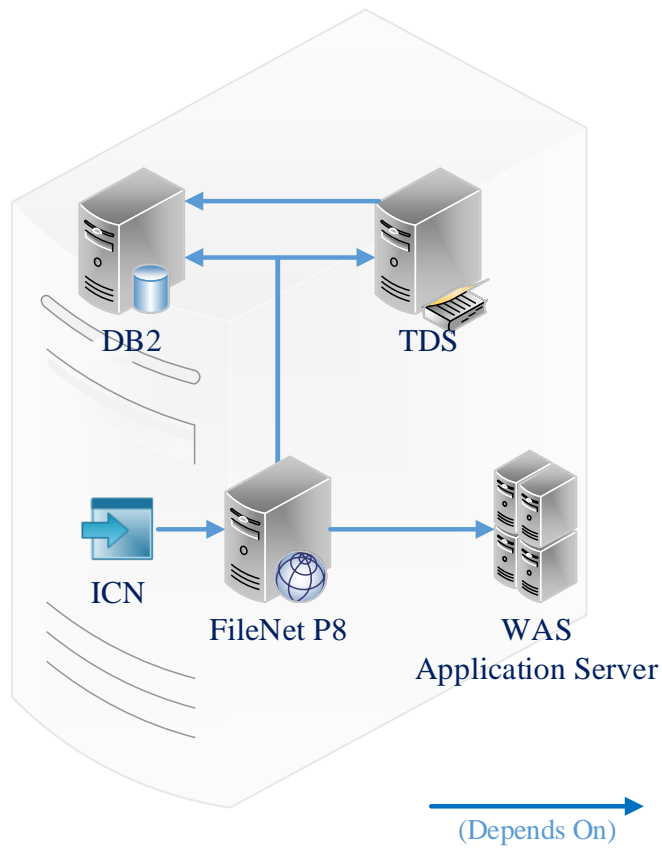 DB2
TDS
ICN
FileNet P8
WAS
Application Server
(Depends On)